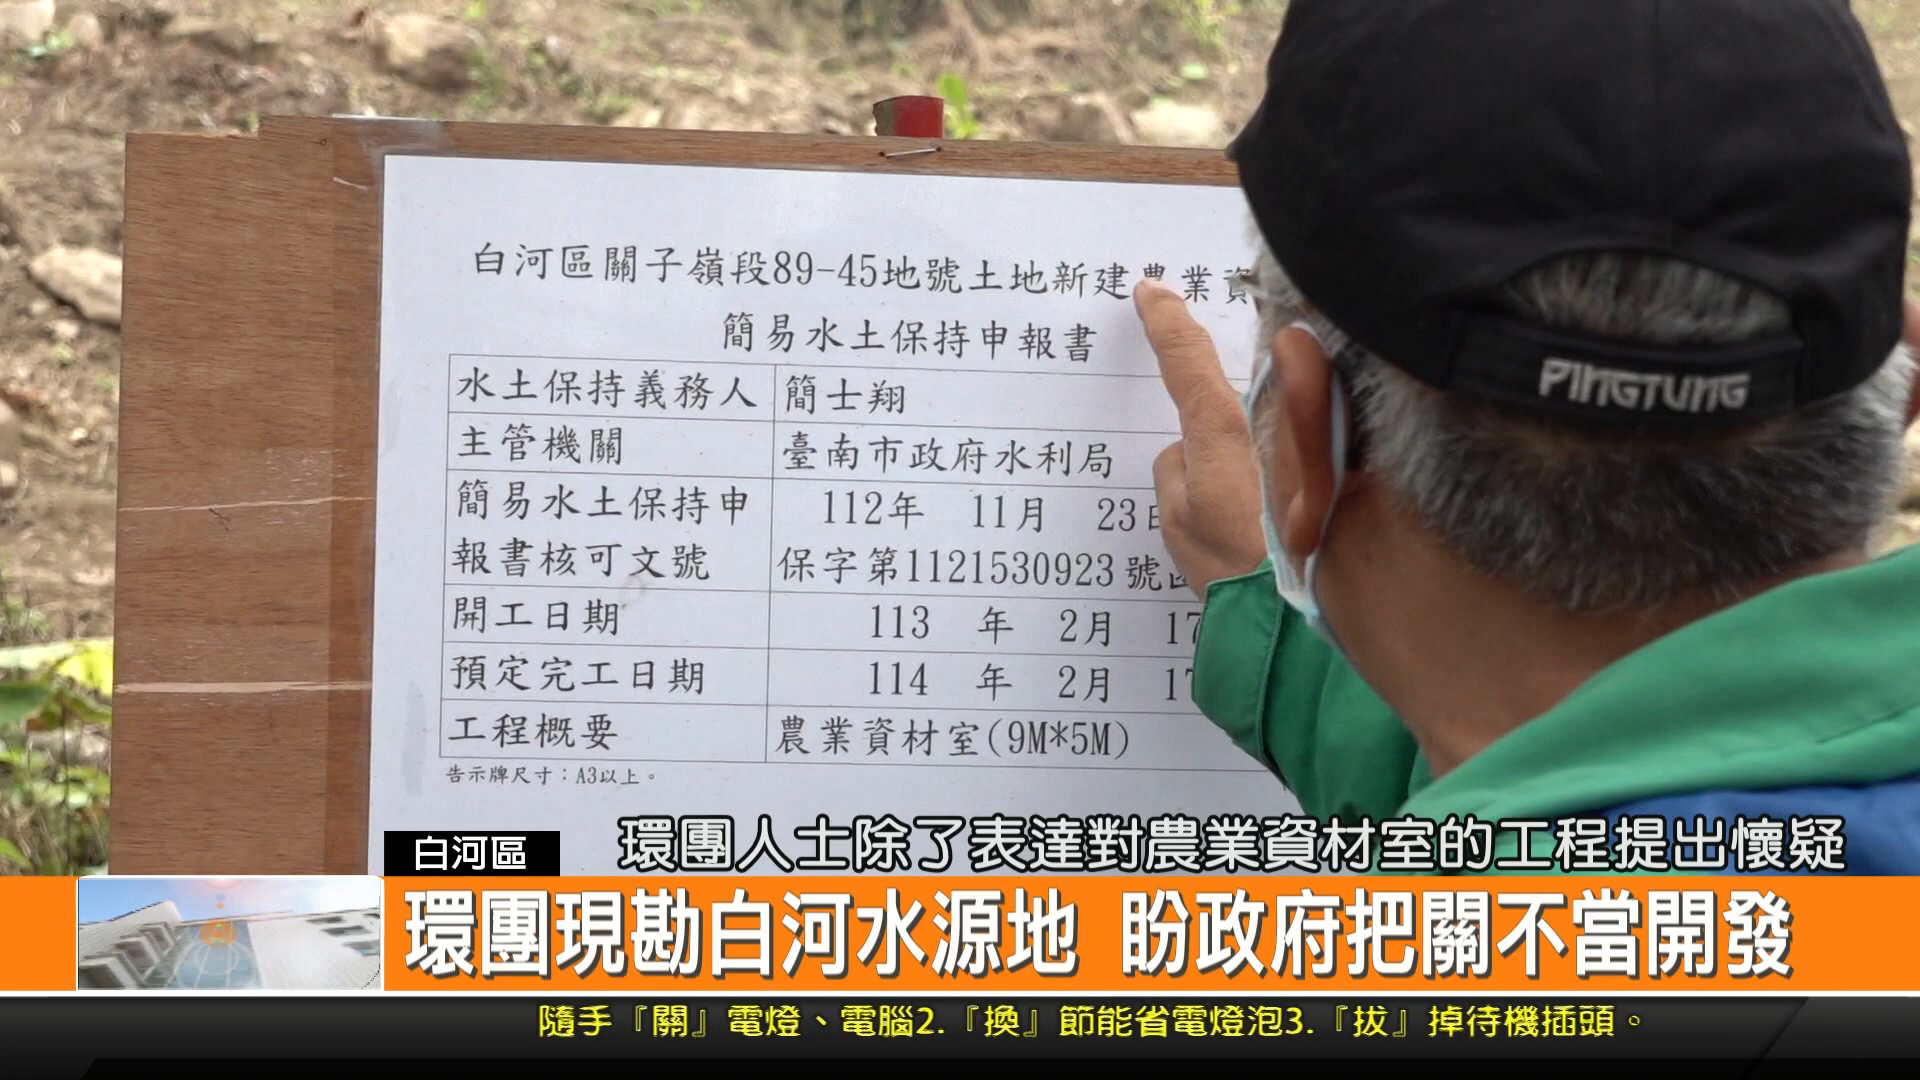 白河區關子嶺段89-45地號土地新建農業資
簡易水土保持申報書
水土保持義務人 簡士翔
主管機關 臺南市政府水利局
簡易水土保持申 112年 11月 23日
報書核可文號 保字第1121530923號
開工日期 113 年 2月 17
預定完工日期 114 年 2月 17
工程概要 農業資材室(9M*5M)
告示牌尺寸：A3以上。
PINGTUNG
白河區
環團人士除了表達對農業資材室的工程提出懷疑
環團現勘白河水源地 盼政府把關不當開發
隨手『關』電燈、電腦2.『換』節能省電燈泡3.『拔』掉待機插頭。